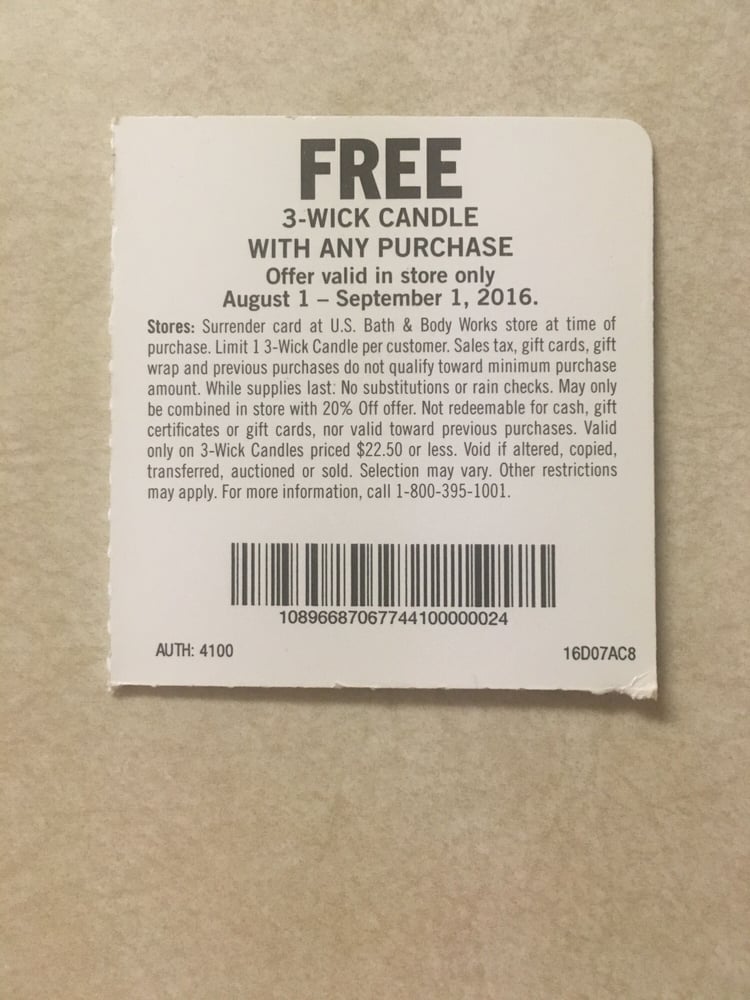 FREE
3-WICK CANDLE
WITH ANY PURCHASE
Offer valid in store only
August 1 – September 1, 2016.
Stores: Surrender card at U.S. Bath & Body Works store at time of
purchase. Limit 1 3-Wick Candle per customer. Sales tax, gift cards, gift
wrap and previous purchases do not qualify toward minimum purchase
amount. While supplies last. No substitutions or rain checks. May only
be combined in store with 20% Off offer. Not redeemable for cash, gift
certificates or gift cards, nor valid toward previous purchases. Valid
only on 3-Wick Candles priced $22.50 or less. Void if altered, copied,
transferred, auctioned or sold. Selection may vary. Other restrictions
may apply. For more information, call 1-800-395-1001.
10896687067744100000024
AUTH: 4100
16D07AC8